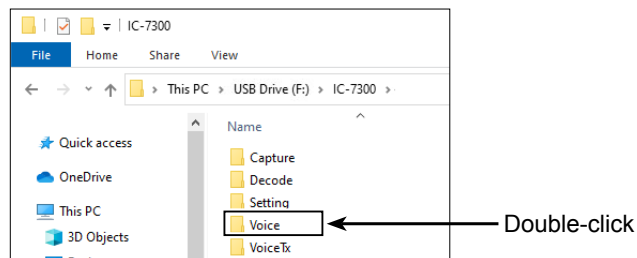 IC-7300
File Home Share View
This PC > USB Drive (F:) > IC-7300 >
Name
Quick access
Capture
OneDrive
Decode
Setting
This PC
Voice
Double-click
3D Objects
VoiceTx